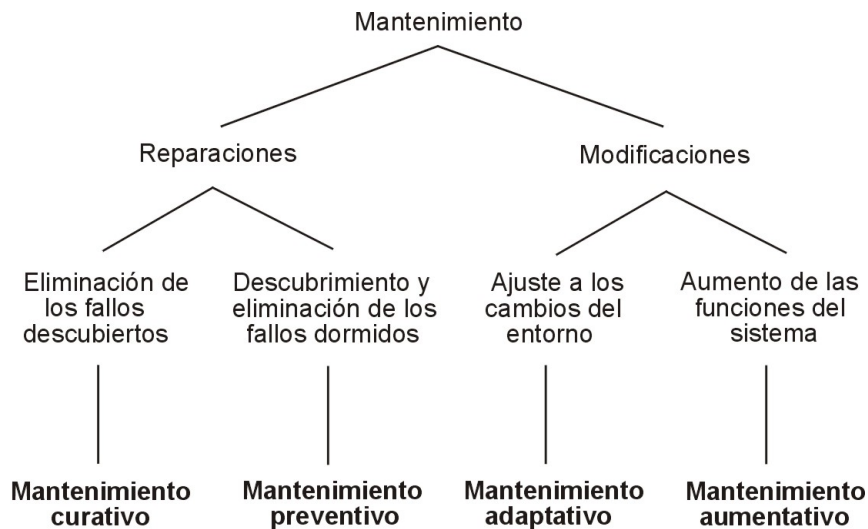 Mantenimiento
Reparaciones
Modificaciones
Eliminación de
los fallos
descubiertos
Descubrimiento y
eliminación de los
fallos dormidos
Ajuste a los
cambios del
entorno
Aumento de las
funciones del
sistema
Mantenimiento
curativo
Mantenimiento
preventivo
Mantenimiento
adaptativo
Mantenimiento
aumentativo